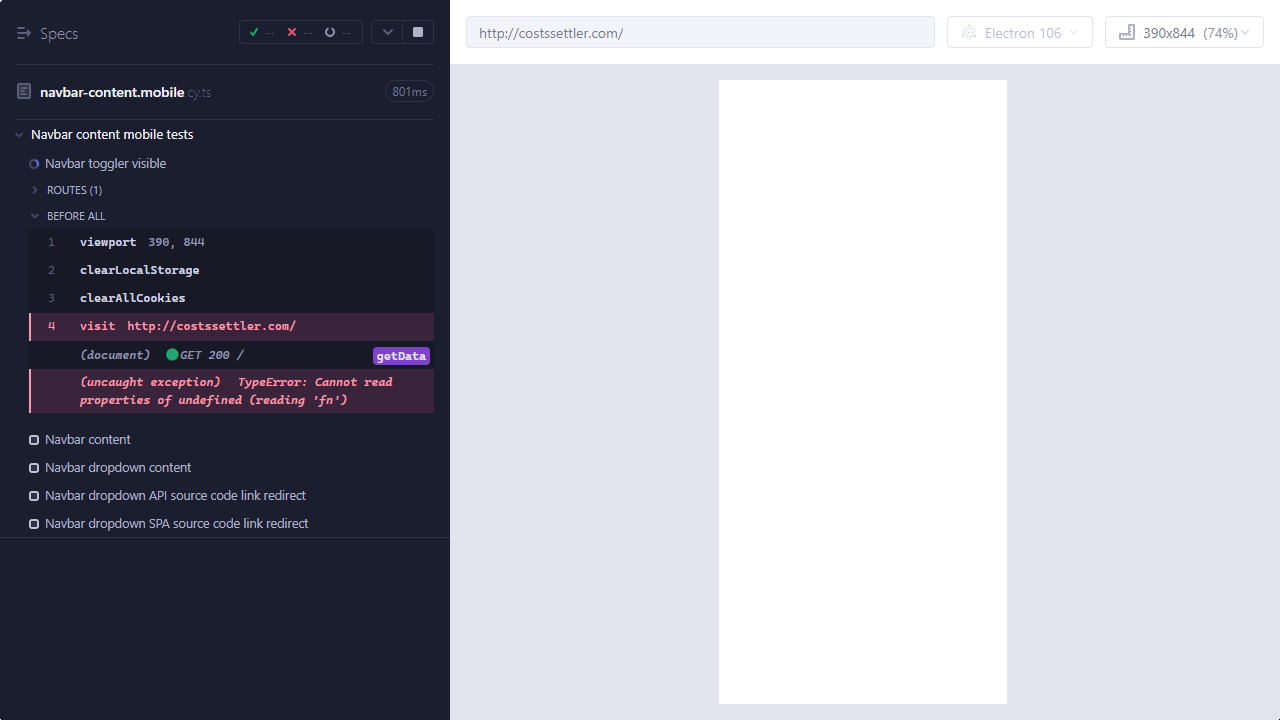 Specs
-- -- --
http://costssettler.com/
Electron 106
390x844 (74%)
navbar-content.mobile.cy.ts
801ms
Navbar content mobile tests
Navbar toggler visible
ROUTES (1)
BEFORE ALL
1 viewport 390, 844
2 clearLocalStorage
3 clearAllCookies
4 visit http://costssettler.com/
(document) GET 200 / getData
(uncaught exception) TypeError: Cannot read
properties of undefined (reading 'fn')
Navbar content
Navbar dropdown content
Navbar dropdown API source code link redirect
Navbar dropdown SPA source code link redirect